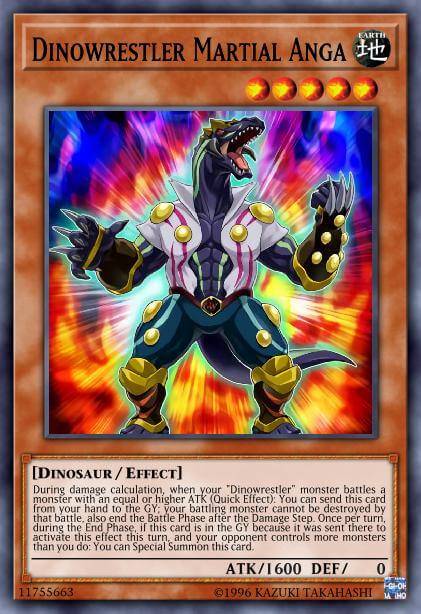 DINOWRESTLER MARTIAL ANGA
EARTH
地
[DINOSAUR / EFFECT]
During damage calculation, when your "Dinowrestler" monster battles a
monster with an equal or higher ATK (Quick Effect): You can send this card
from your hand to the GY; your battling monster cannot be destroyed by
that battle, also end the Battle Phase after the Damage Step. Once per turn,
during the End Phase, if this card is in the GY because it was sent there to
activate this effect this turn, and your opponent controls more monsters
than you do: You can Special Summon this card.
ATK/1600 DEF/ 0
11755663
©1996 KAZUKI TAKAHASHI